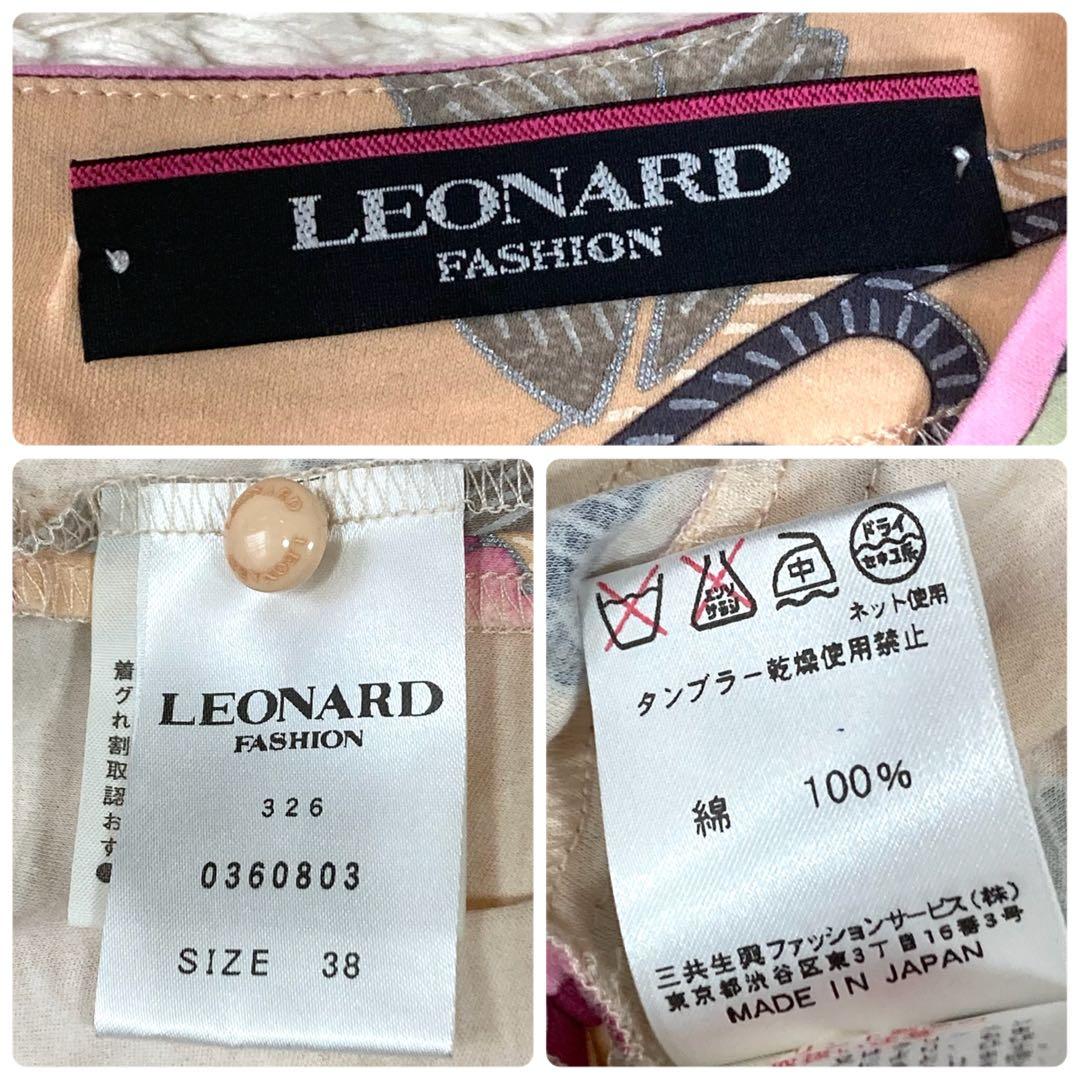 LEONARD
FASHION
LEONARD
FASHION
326
0360803
SIZE 38
着
グ
れ
割
取
認
お
す
エンソ
サラシ
中
ドライ
セキユ系
ネット使用
タンブラー乾燥使用禁止
綿 100%
三共生興ファッションサービス(株)
東京都渋谷区東3丁目16番3号
MADE IN JAPAN